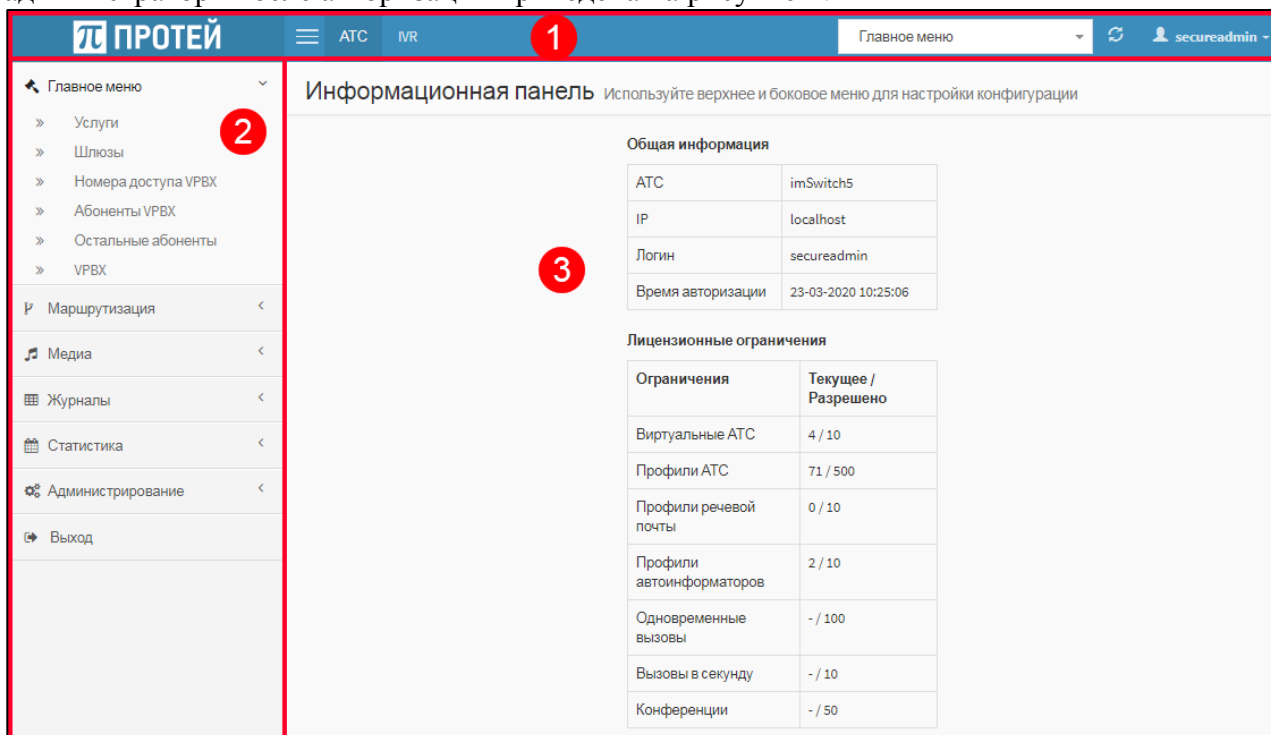 ПРОТЕЙ
АТС IVR
1
Главное меню
secureadmin
Главное меню
Услуги
2
Шлюзы
Номера доступа VPBX
Абоненты VPBX
Остальные абоненты
VPBX
Маршрутизация
Медиа
Журналы
Статистика
Администрирование
Выход
Информационная панель Используйте верхнее и боковое меню для настройки конфигурации
3
Общая информация
АТС imSwitch5
IP localhost
Логин secureadmin
Время авторизации 23-03-2020 10:25:06
Лицензионные ограничения
Ограничения Текущее /
Разрешено
Виртуальные АТС 4 / 10
Профили АТС 71 / 500
Профили речевой 0 / 10
почты
Профили 2 / 10
автоинформаторов
Одновременные - / 100
вызовы
Вызовы в секунду - / 10
Конференции - / 50